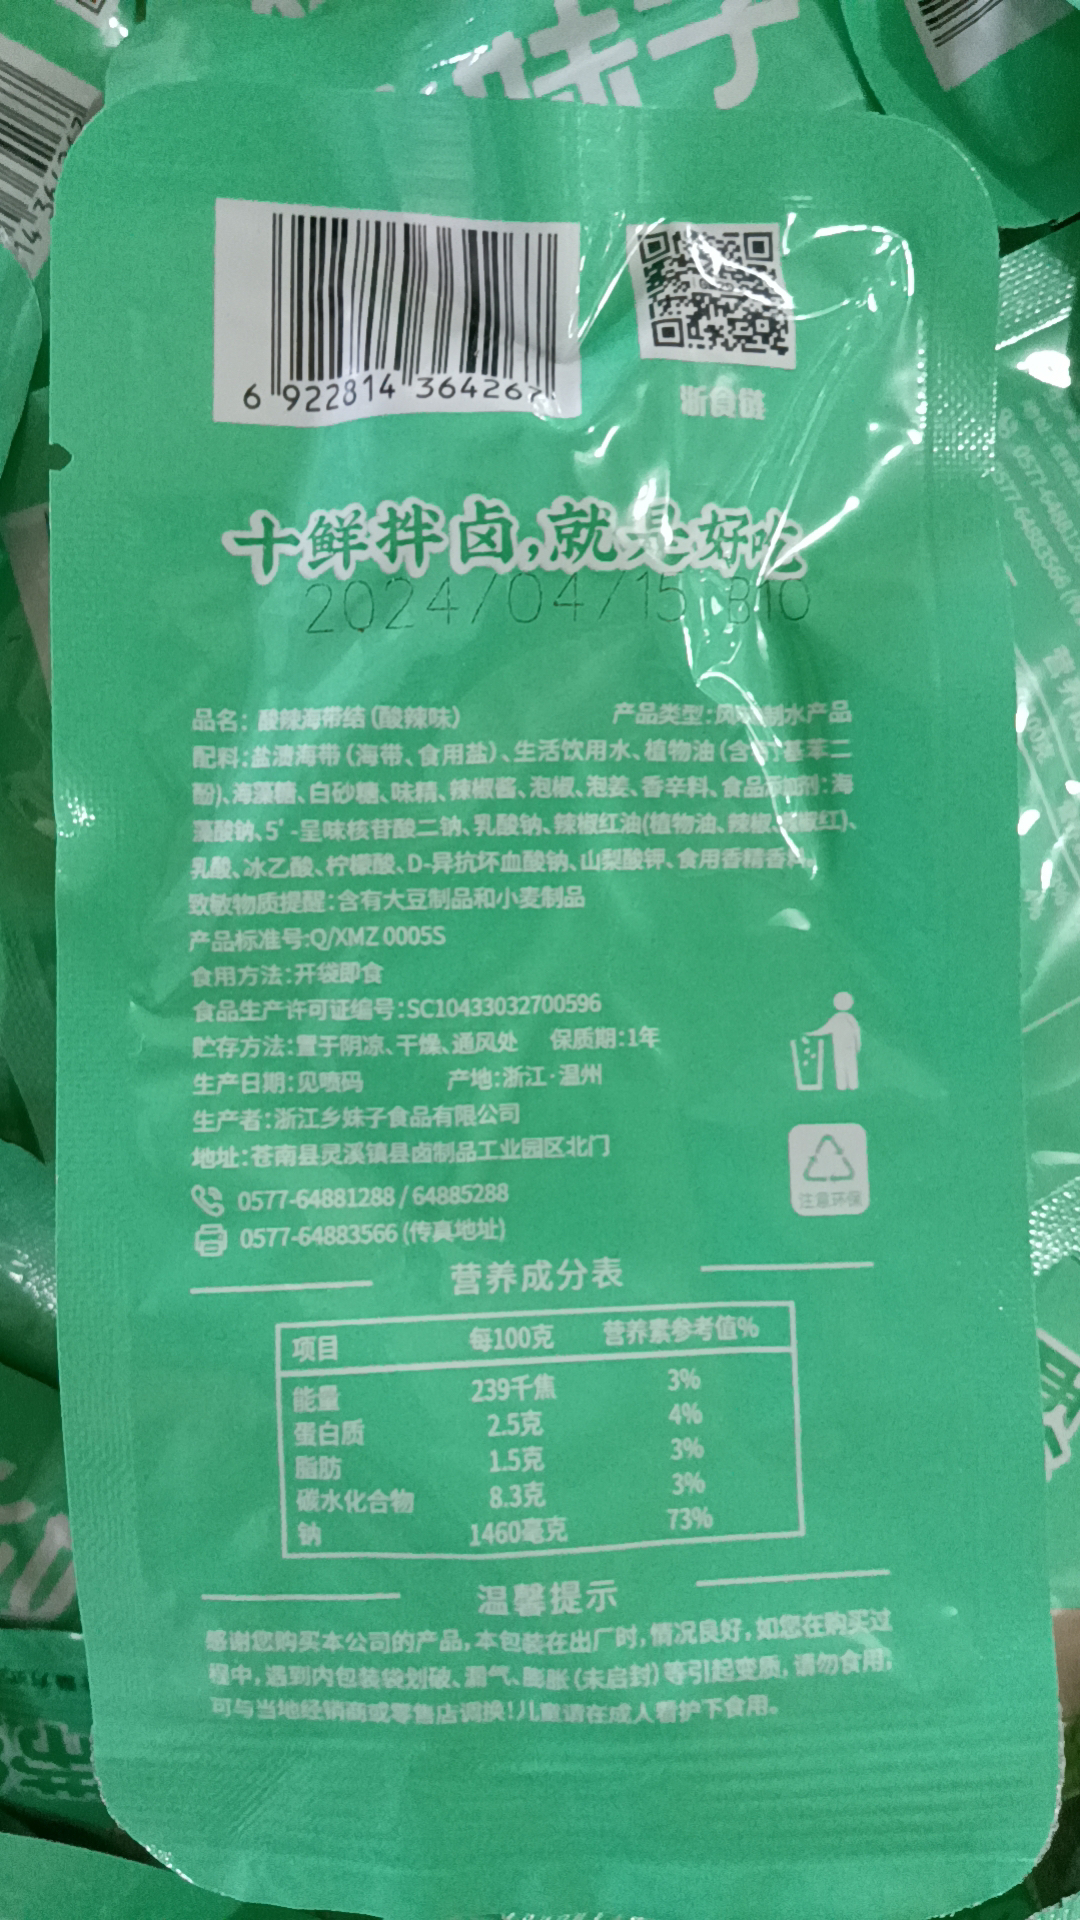 妹子
6 922814 364267
浙食链
十鲜拌卤,就是好吃
2024/04/15 B10
品名: 酸辣海带结(酸辣味) 产品类型:风味 制水产品
配料:盐渍海带(海带、食用盐)、生活饮用水、植物油(含 丁基苯二
酚)、海藻糖、白砂糖、味精、辣椒酱、泡椒、泡姜、香辛料、食品添加剂:海
藻酸钠、5'-呈味核苷酸二钠、乳酸钠、辣椒红油(植物油、辣椒、 椒红)、
乳酸、冰乙酸、柠檬酸、D-异抗坏血酸钠、山梨酸钾、食用香精香料。
致敏物质提醒:含有大豆制品和小麦制品
产品标准号:Q/XMZ 0005S
食用方法:开袋即食
食品生产许可证编号:SC10433032700596
贮存方法:置于阴凉、干燥、通风处 保质期:1年
生产日期:见喷码 产地:浙江·温州
生产者:浙江乡妹子食品有限公司
地址:苍南县灵溪镇县卤制品工业园区北门
0577-64881288 / 64885288
0577-64883566 (传真地址)
注意环保
营养成分表
项目 每100克 营养素参考值%
能量 239千焦 3%
蛋白质 2.5克 4%
脂肪 1.5克 3%
碳水化合物 8.3克 3%
钠 1460毫克 73%
温馨提示
感谢您购买本公司的产品,本包装在出厂时,情况良好,如您在购买过
程中,遇到内包装袋划破、漏气、膨胀(未启封)等引起变质,请勿食用;
可与当地经销商或零售店调换!儿童请在成人看护下食用。